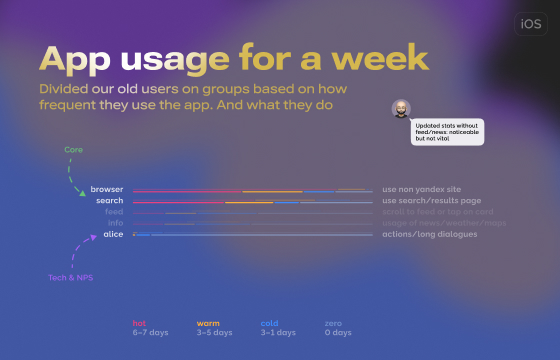 iOS
App usage for a week
Divided our old users on groups based on how
frequent they use the app. And what they do
Updated stats without
feed/news: noticeable
but not vital
Core
browser
use non yandex site
search
use search/results page
feed
scroll to feed or tap on card
info
usage of news/weather/maps
alice
actions/long dialogues
Tech & NPS
hot
warm
cold
zero
6–7 days
3–5 days
3–1 days
0 days